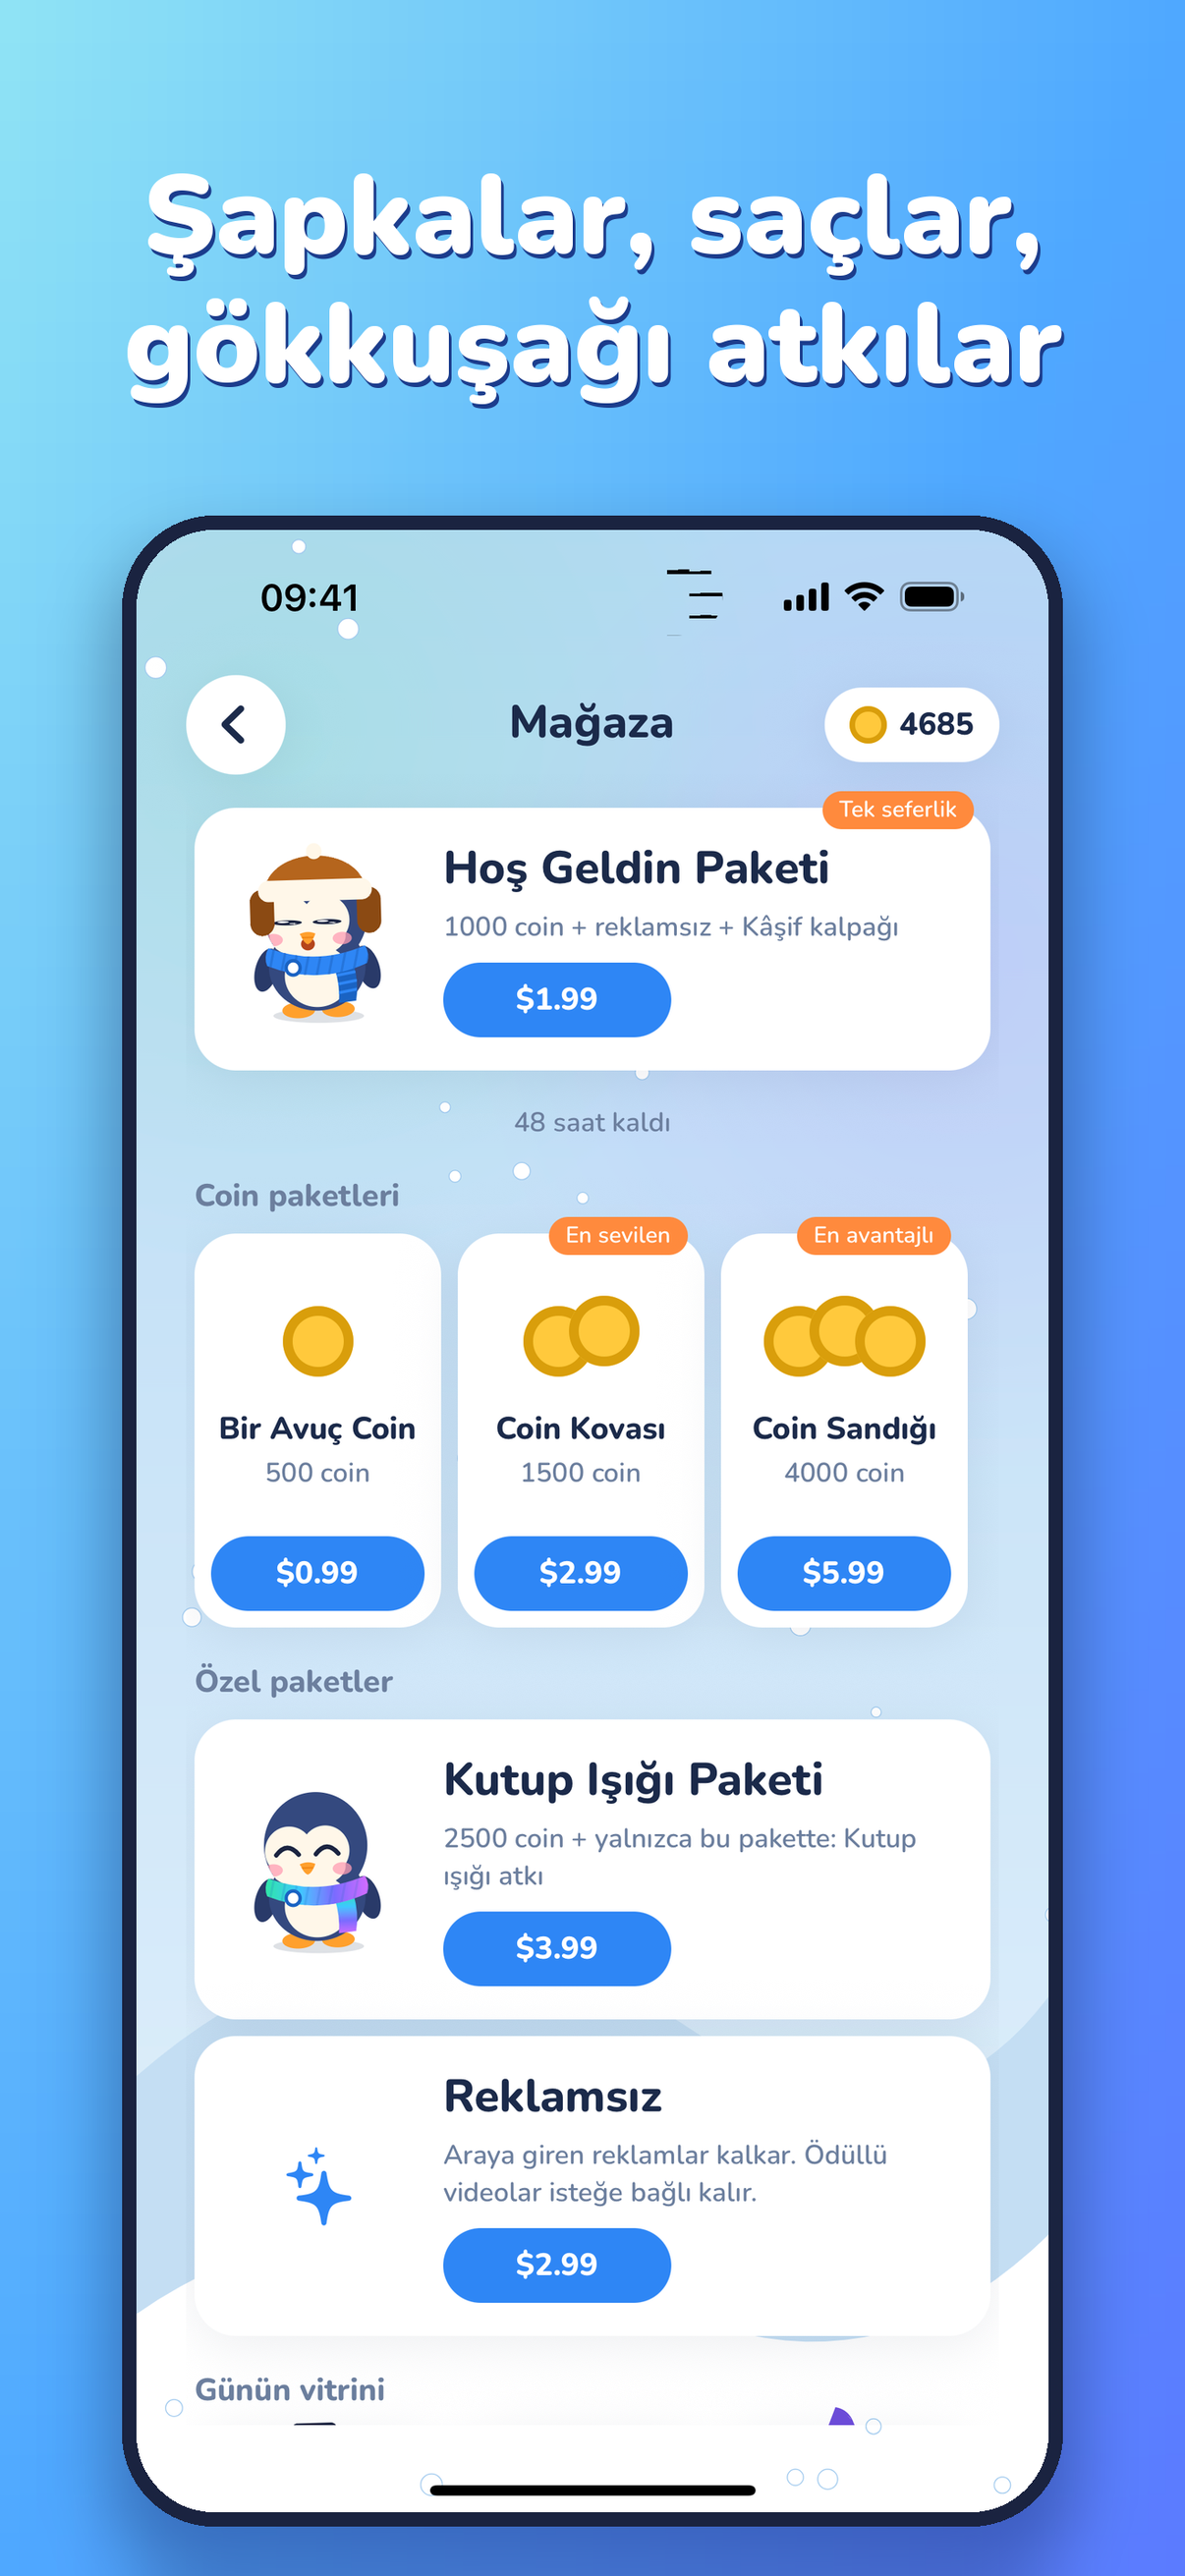 Şapkalar, saçlar,
gökkuşağı atkılar
09:41
Mağaza
4685
Tek seferlik
Hoş Geldin Paketi
1000 coin + reklamsız + Kâşif kalpağı
$1.99
48 saat kaldı
Coin paketleri
En sevilen
En avantajlı
Bir Avuç Coin
500 coin
$0.99
Coin Kovası
1500 coin
$2.99
Coin Sandığı
4000 coin
$5.99
Özel paketler
Kutup Işığı Paketi
2500 coin + yalnızca bu pakette: Kutup
ışığı atkı
$3.99
Reklamsız
Araya giren reklamlar kalkar. Ödüllü
videolar isteğe bağlı kalır.
$2.99
Günün vitrini